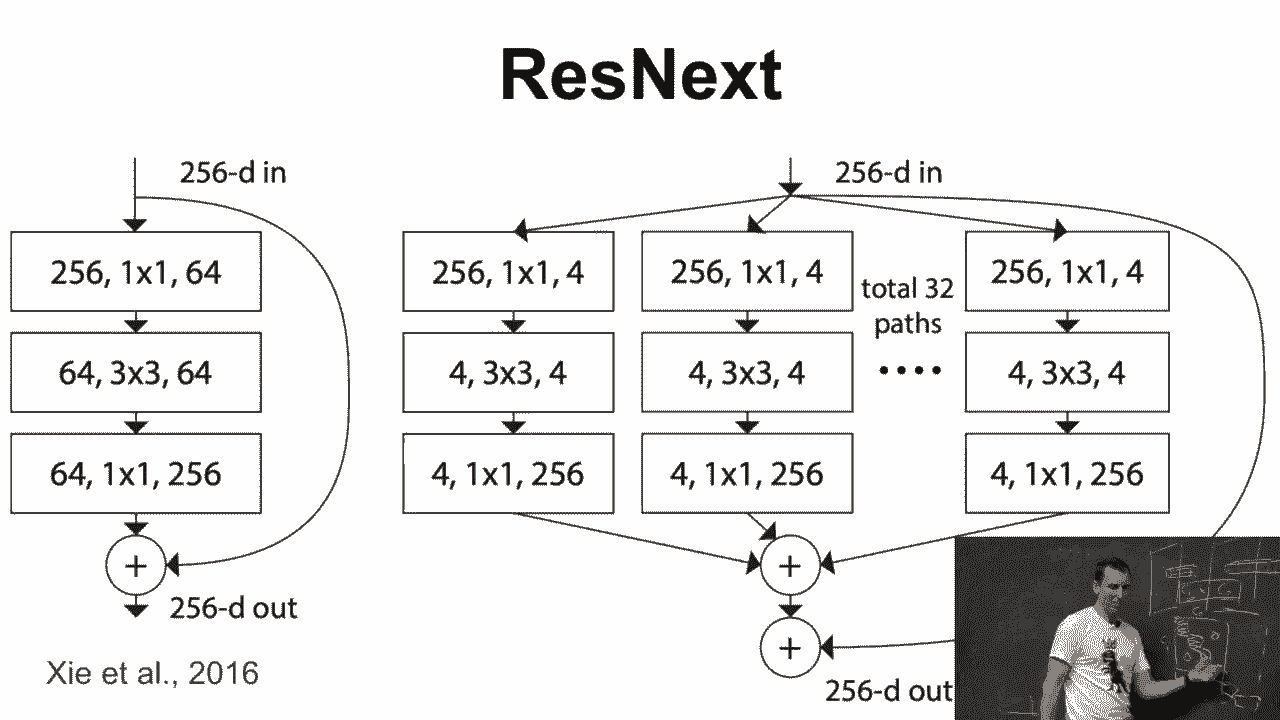 ResNext
256-d in
256, 1x1, 64
64, 3x3, 64
64, 1x1, 256
+
256-d out
Xie et al., 2016
256-d in
256, 1x1, 4
256, 1x1, 4
total 32
paths
256, 1x1, 4
4, 3x3, 4
4, 3x3, 4
....
4, 3x3, 4
4, 1x1, 256
4, 1x1, 256
4, 1x1, 256
+
+
256-d out